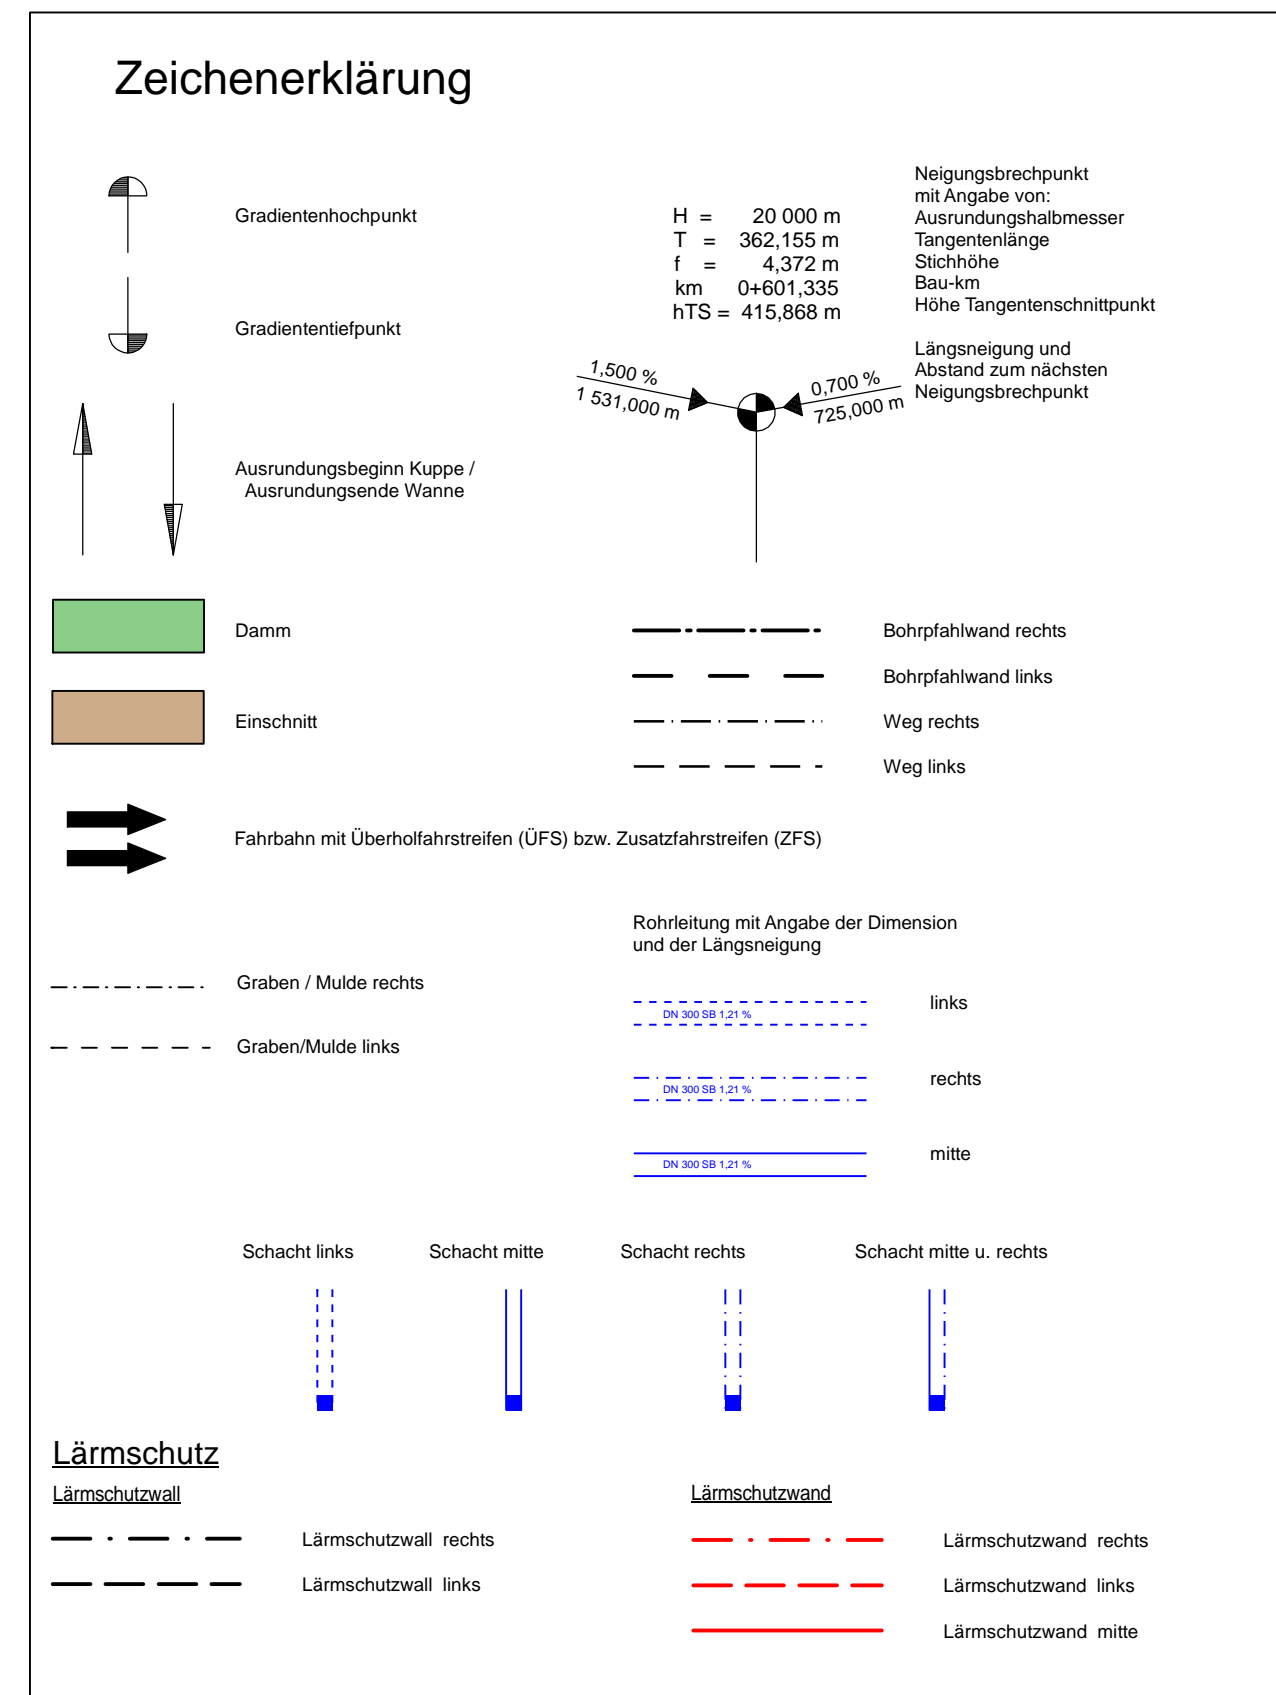 Zeichenerklärung
Gradientenhochpunkt
Gradiententiefpunkt
Ausrundungsbeginn Kuppe /
Ausrundungsende Wanne
H = 20 000 m
T = 362,155 m
f = 4,372 m
km 0+601,335
hTS = 415,868 m
Neigungsbrechpunkt
mit Angabe von:
Ausrundungshalbmesser
Tangentenlänge
Stichhöhe
Bau-km
Höhe Tangentenschnittpunkt
Längsneigung und
Abstand zum nächsten
Neigungsbrechpunkt
1,500 %
1 531,000 m
0,700 %
725,000 m
Damm
Einschnitt
Bohrpfahlwand rechts
Bohrpfahlwand links
Weg rechts
Weg links
Fahrbahn mit Überholfahrstreifen (ÜFS) bzw. Zusatzfahrstreifen (ZFS)
Graben / Mulde rechts
Graben/Mulde links
Rohrleitung mit Angabe der Dimension
und der Längsneigung
DN 300 SB 1,21 %
links
DN 300 SB 1,21 %
rechts
DN 300 SB 1,21 %
mitte
Schacht links
Schacht mitte
Schacht rechts
Schacht mitte u. rechts
Lärmschutz
Lärmschutzwall
Lärmschutzwall rechts
Lärmschutzwall links
Lärmschutzwand
Lärmschutzwand rechts
Lärmschutzwand links
Lärmschutzwand mitte